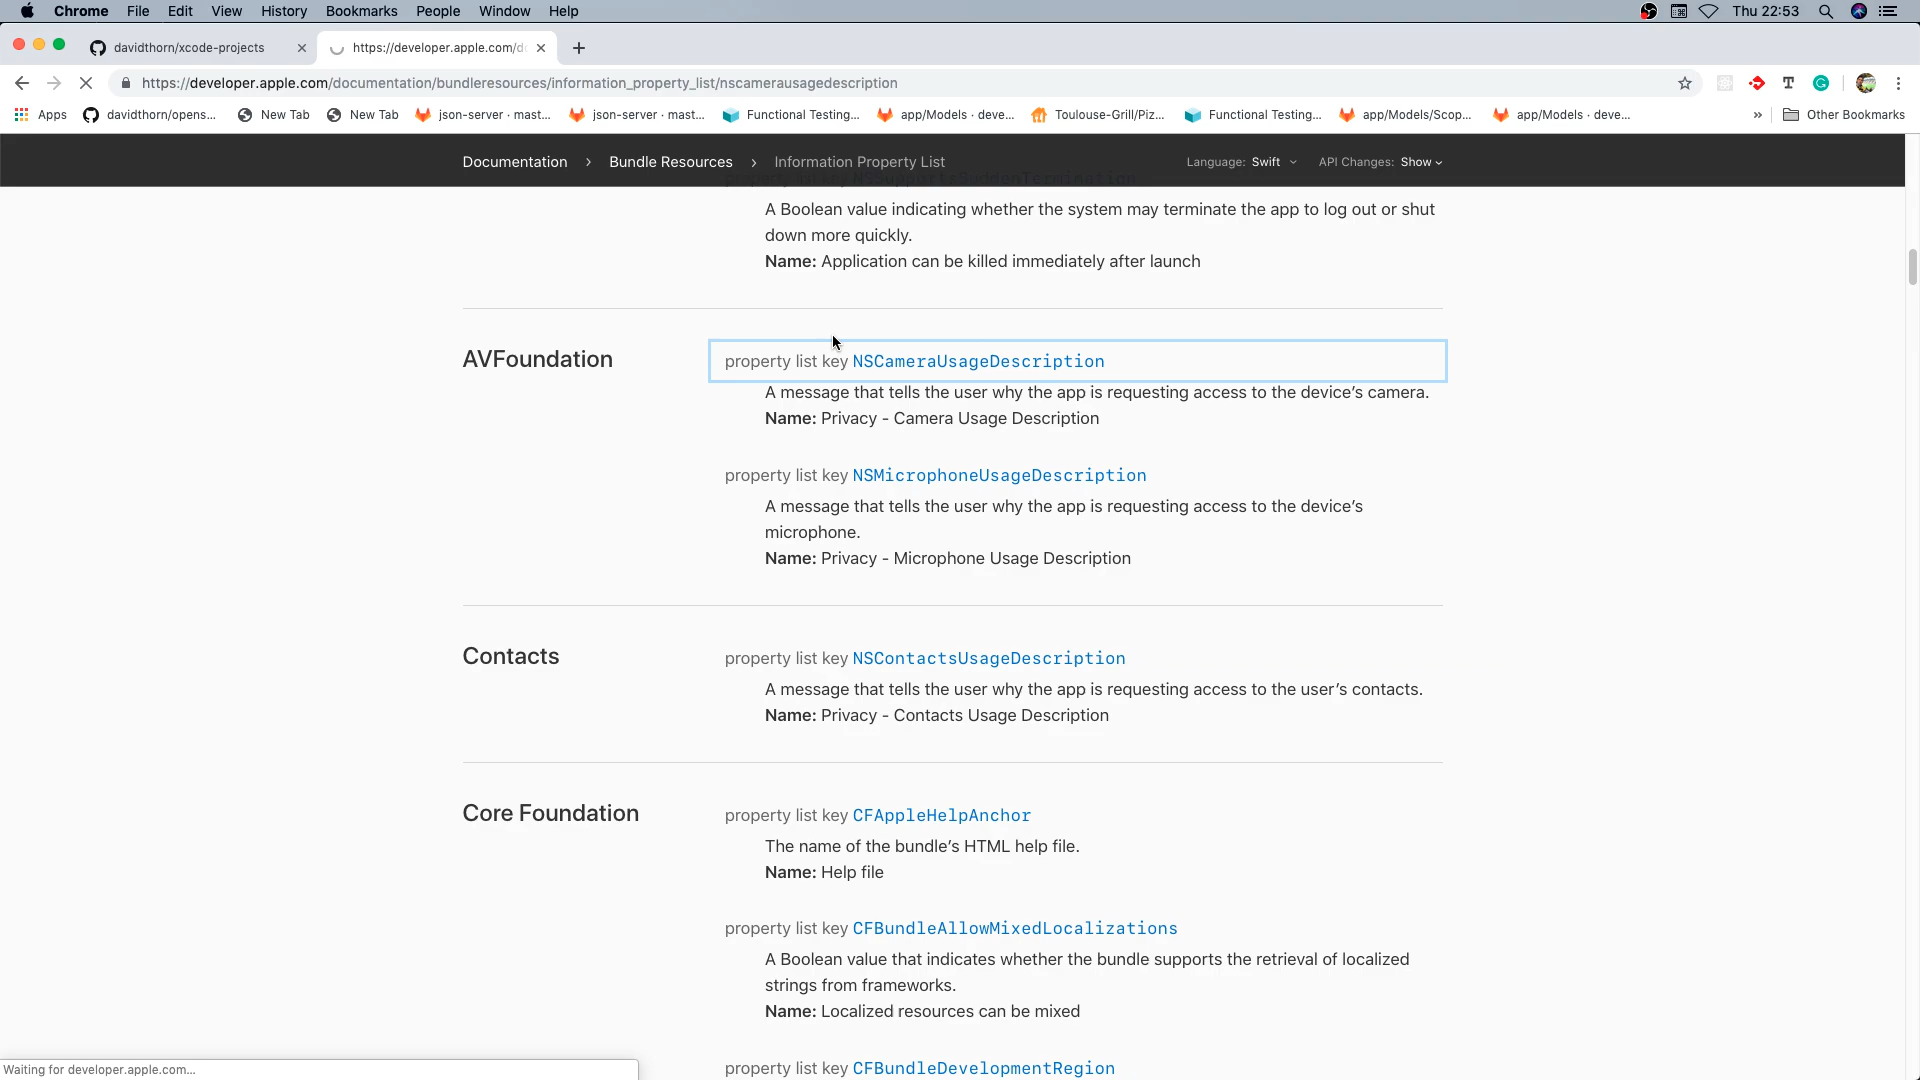 Chrome File Edit View History Bookmarks People Window Help Thu 22:53
davidthorn/xcode-projects https://developer.apple.com/d
https://developer.apple.com/documentation/bundleresources/information_property_list/nscamerausagedescription
Apps davidthorn/opens... New Tab New Tab json-server · mast... json-server · mast... Functional Testing... app/Models · deve... Toulouse-Grill/Piz... Functional Testing... app/Models/Scop... app/Models · deve... » Other Bookmarks
Documentation › Bundle Resources › Information Property List Language: Swift API Changes: Show
property list key NSSupportsSuddenTermination
A Boolean value indicating whether the system may terminate the app to log out or shut
down more quickly.
Name: Application can be killed immediately after launch
AVFoundation
property list key NSCameraUsageDescription
A message that tells the user why the app is requesting access to the device’s camera.
Name: Privacy - Camera Usage Description
property list key NSMicrophoneUsageDescription
A message that tells the user why the app is requesting access to the device’s
microphone.
Name: Privacy - Microphone Usage Description
Contacts
property list key NSContactsUsageDescription
A message that tells the user why the app is requesting access to the user’s contacts.
Name: Privacy - Contacts Usage Description
Core Foundation
property list key CFAppleHelpAnchor
The name of the bundle’s HTML help file.
Name: Help file
property list key CFBundleAllowMixedLocalizations
A Boolean value that indicates whether the bundle supports the retrieval of localized
strings from frameworks.
Name: Localized resources can be mixed
property list key CFBundleDevelopmentRegion
Waiting for developer.apple.com...